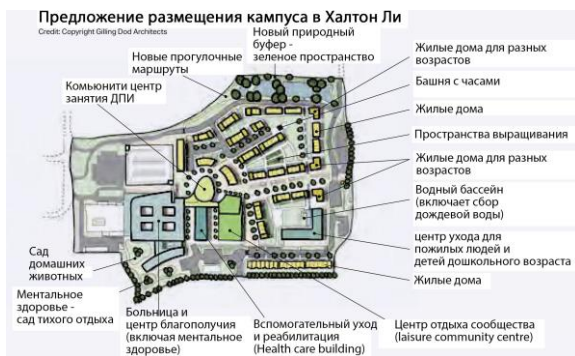 Предложение размещения кампуса в Халтон Ли
Credit: Copyright Gilling Dod Architects
Новый природный
буфер -
зеленое пространство
Новые прогулочные
маршруты
Комьюнити центр
занятия ДПИ
Жилые дома для разных
возрастов
Башня с часами
Жилые дома
Пространства выращивания
Жилые дома для разных
возрастов
Водный бассейн
(включает сбор
дождевой воды)
центр ухода для
пожилых людей и
детей дошкольного возраста
Жилые дома
Центр отдыха сообщества
(laisure community centre)
Вспомогательный уход
и реабилитация
(Health care building)
Больница и
центр благополучия
(включая ментальное
здоровье)
Ментальное
здоровье -
сад тихого отдыха
Сад
домашних
животных